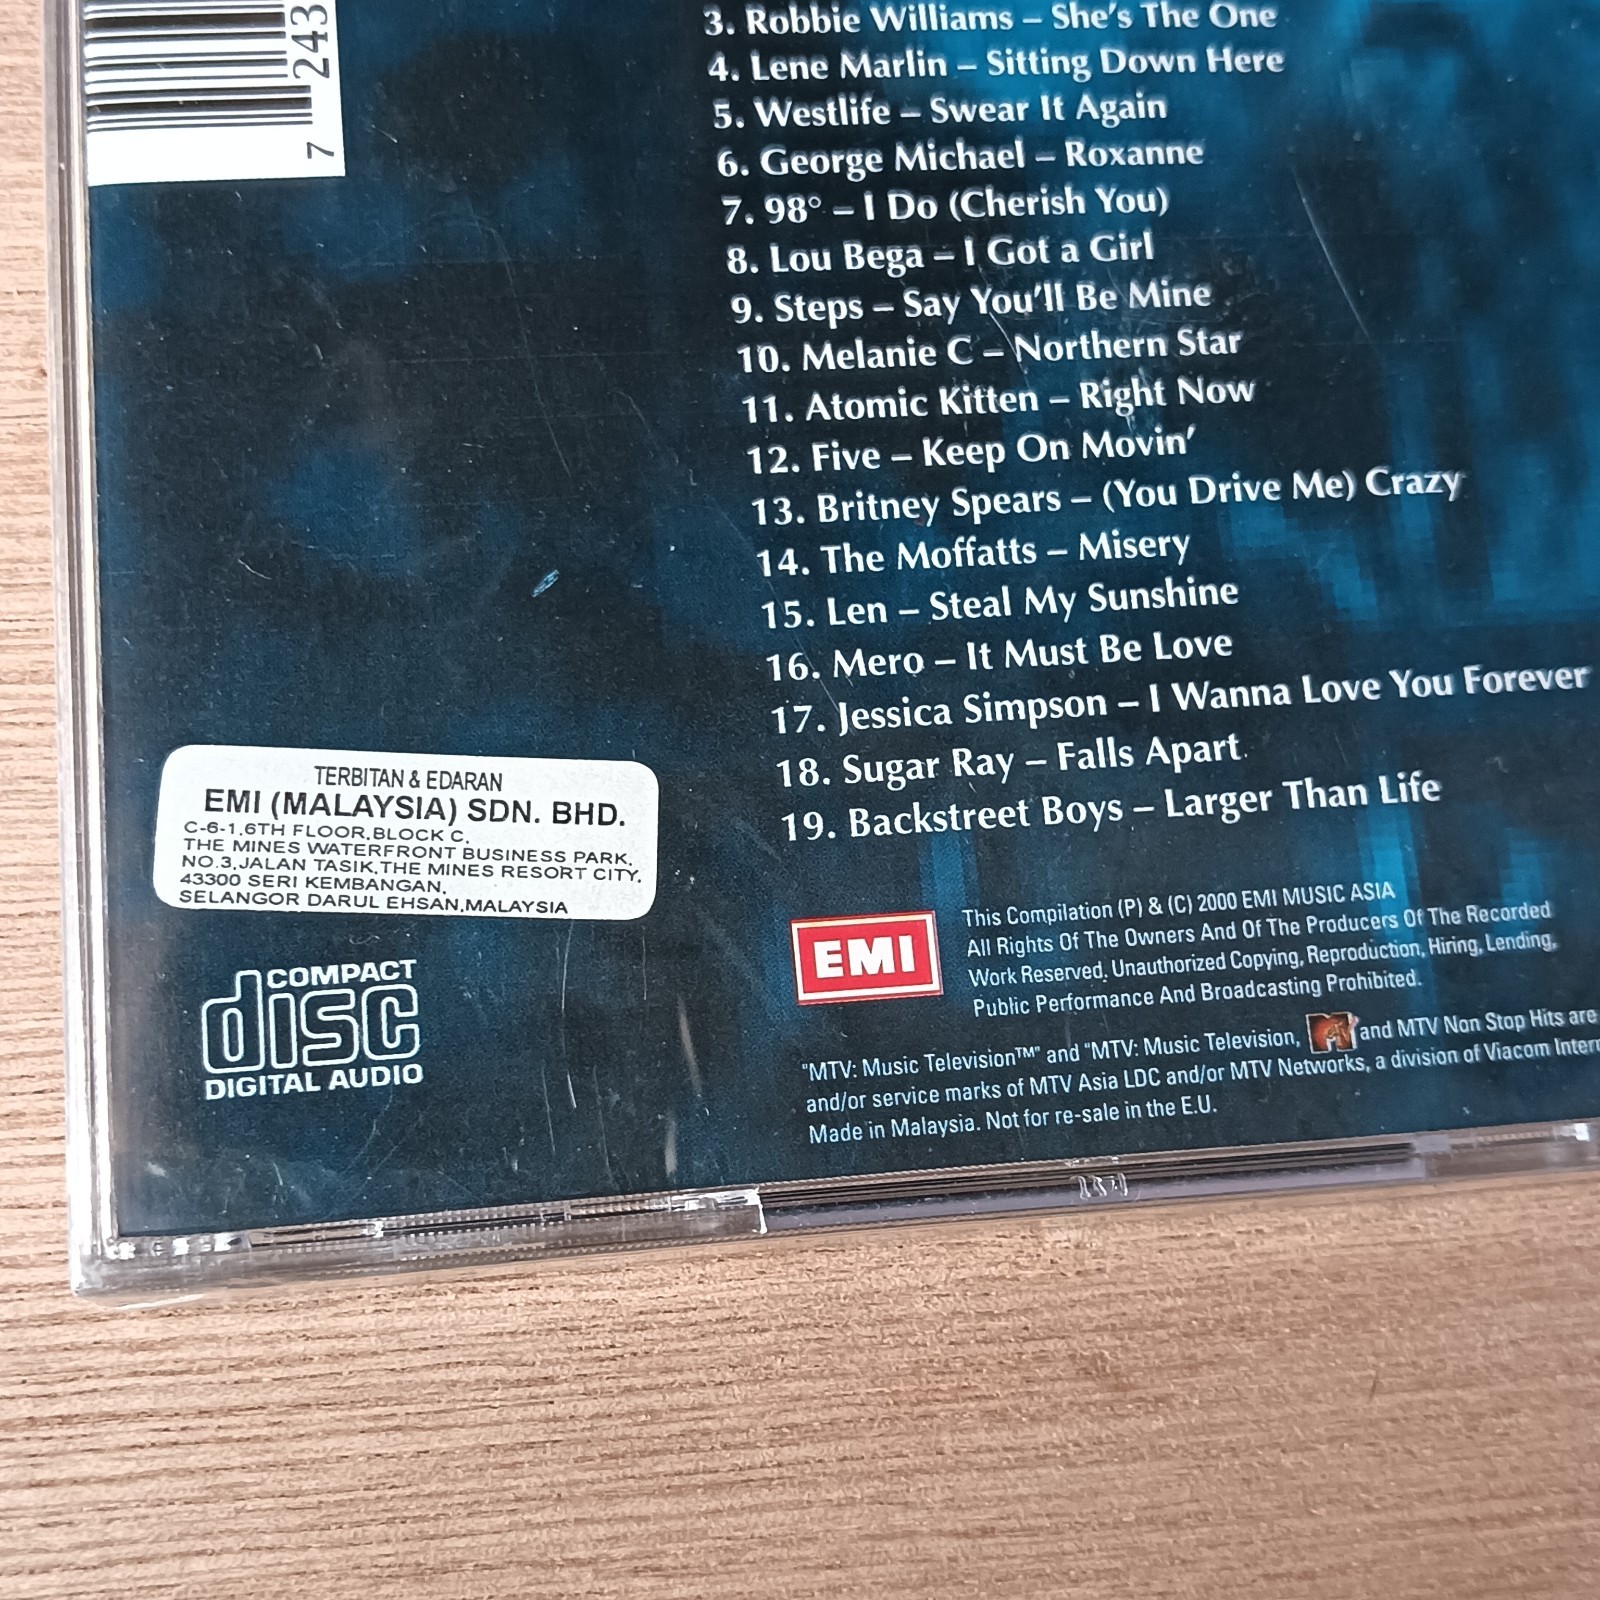 7 243
3. Robbie Williams – She's The One
4. Lene Marlin – Sitting Down Here
5. Westlife – Swear It Again
6. George Michael – Roxanne
7. 98° – I Do (Cherish You)
8. Lou Bega – I Got a Girl
9. Steps – Say You'll Be Mine
10. Melanie C – Northern Star
11. Atomic Kitten – Right Now
12. Five – Keep On Movin'
13. Britney Spears – (You Drive Me) Crazy
14. The Moffatts – Misery
15. Len – Steal My Sunshine
16. Mero – It Must Be Love
17. Jessica Simpson – I Wanna Love You Forever
18. Sugar Ray – Falls Apart
19. Backstreet Boys – Larger Than Life
TERBITAN & EDARAN
EMI (MALAYSIA) SDN. BHD.
C-6-1,6TH FLOOR,BLOCK C,
THE MINES WATERFRONT BUSINESS PARK,
NO.3,JALAN TASIK,THE MINES RESORT CITY,
43300 SERI KEMBANGAN,
SELANGOR DARUL EHSAN,MALAYSIA
COMPACT
disc
DIGITAL AUDIO
EMI
This Compilation (P) & (C) 2000 EMI MUSIC ASIA
All Rights Of The Owners And Of The Producers Of The Recorded
Work Reserved. Unauthorized Copying, Reproduction, Hiring, Lending,
Public Performance And Broadcasting Prohibited.
"MTV: Music Television™" and "MTV: Music Television, MTV and MTV Non Stop Hits are
and/or service marks of MTV Asia LDC and/or MTV Networks, a division of Viacom Intern
Made in Malaysia. Not for re-sale in the E.U.